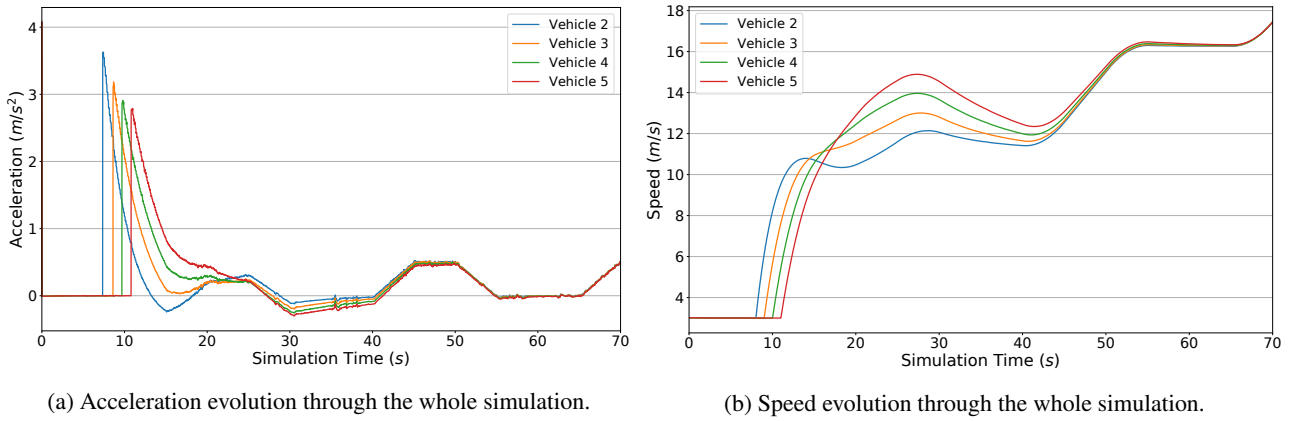 Acceleration (m/s²)
4
3
2
1
0
Vehicle 2
Vehicle 3
Vehicle 4
Vehicle 5
0 10 20 30 40 50 60 70
Simulation Time (s)
(a) Acceleration evolution through the whole simulation.
Speed (m/s)
18
16
14
12
10
8
6
4
Vehicle 2
Vehicle 3
Vehicle 4
Vehicle 5
0 10 20 30 40 50 60 70
Simulation Time (s)
(b) Speed evolution through the whole simulation.